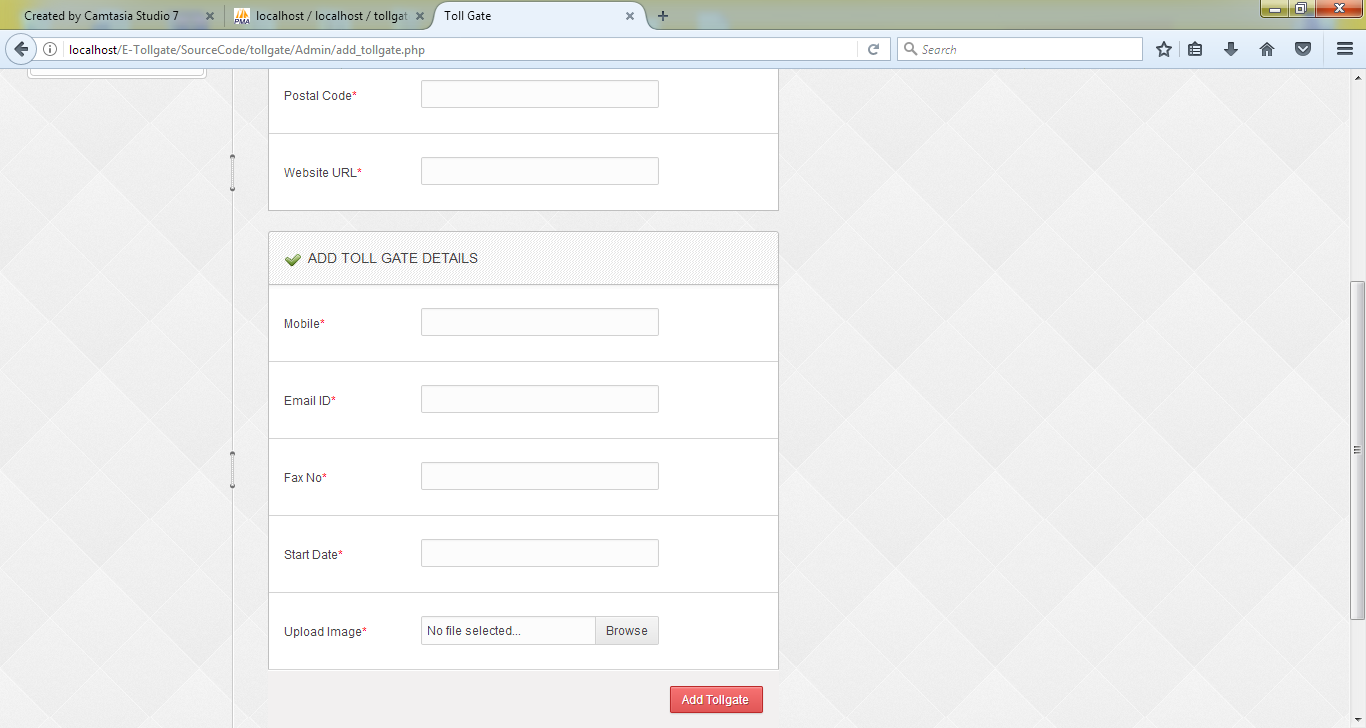 Created by Camtasia Studio 7
PMA localhost / localhost / tollgat
Toll Gate
localhost/E-Tollgate/SourceCode/tollgate/Admin/add_tollgate.php
Search
Postal Code*
Website URL*
ADD TOLL GATE DETAILS
Mobile*
Email ID*
Fax No*
Start Date*
Upload Image* No file selected... Browse
Add Tollgate